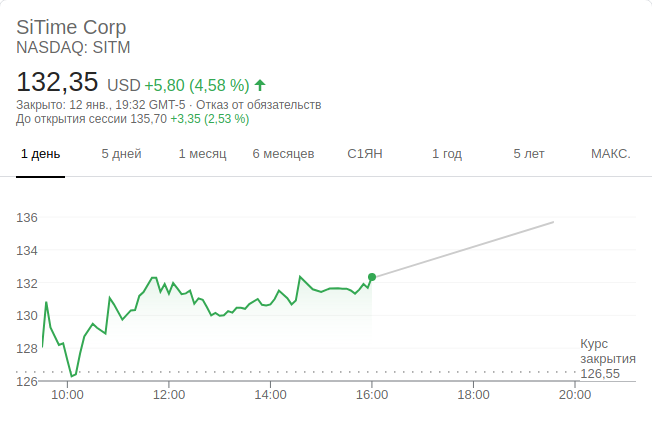 SiTime Corp
NASDAQ: SITM
132,35 USD +5,80 (4,58 %)
Закрыто: 12 янв., 19:32 GMT-5 · Отказ от обязательств
До открытия сессии 135,70 +3,35 (2,53 %)
1 день 5 дней 1 месяц 6 месяцев С1ЯН 1 год 5 лет МАКС.
136
134
132
130
128
126
Курс
закрытия
126,55
10:00 12:00 14:00 16:00 18:00 20:00